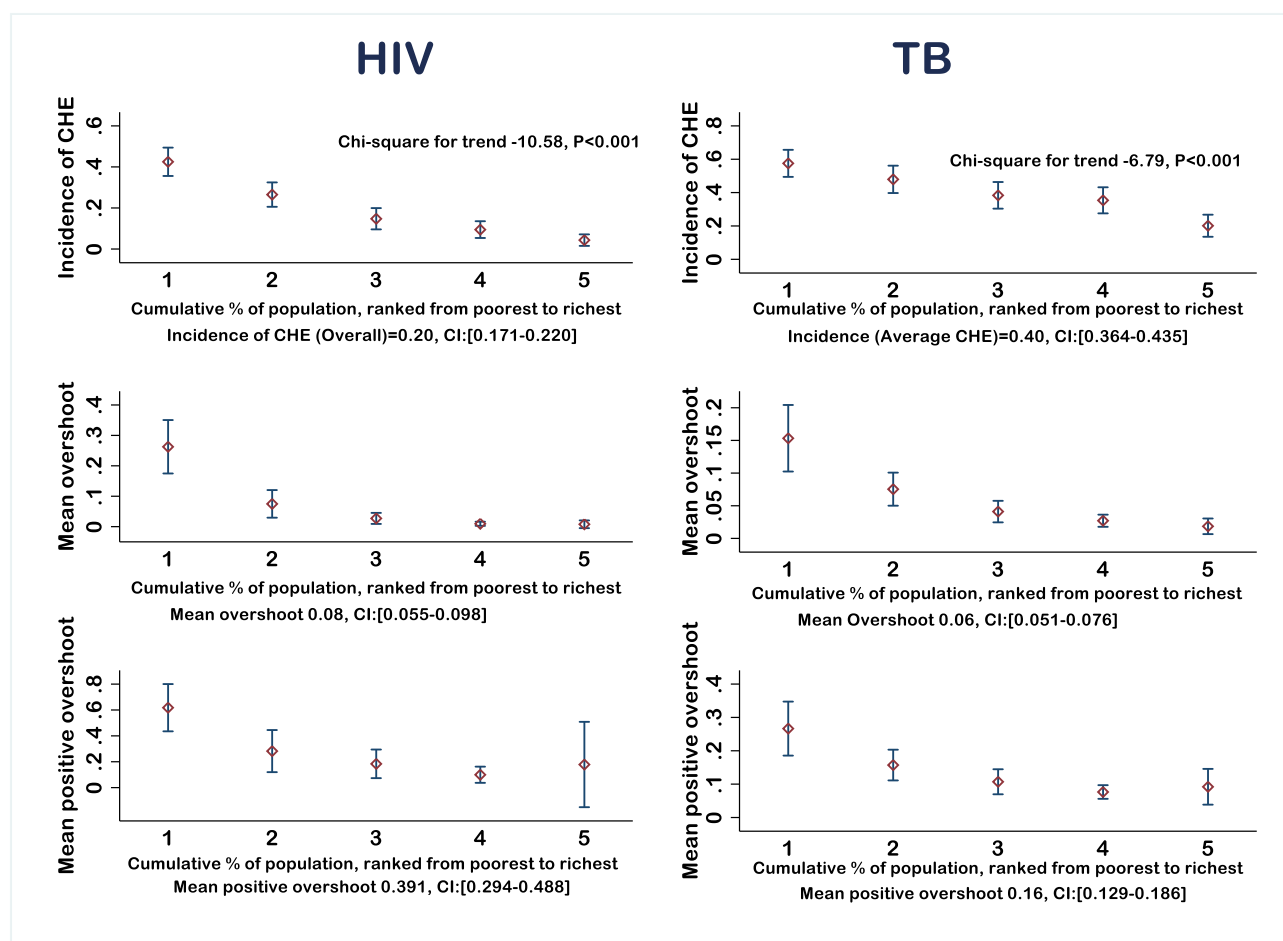 HIV
TB
Incidence of CHE
.6
.4
.2
0
Chi-square for trend -10.58, P<0.001
1 2 3 4 5
Cumulative % of population, ranked from poorest to richest
Incidence of CHE (Overall)=0.20, CI:[0.171-0.220]
Incidence of CHE
.8
.6
.4
.2
0
Chi-square for trend -6.79, P<0.001
1 2 3 4 5
Cumulative % of population, ranked from poorest to richest
Incidence (Average CHE)=0.40, CI:[0.364-0.435]
Mean overshoot
.4
.3
.2
.1
0
1 2 3 4 5
Cumulative % of population, ranked from poorest to richest
Mean overshoot 0.08, CI:[0.055-0.098]
Mean overshoot
.2
.15
.1
.05
0
1 2 3 4 5
Cumulative % of population, ranked from poorest to richest
Mean Overshoot 0.06, CI:[0.051-0.076]
Mean positive overshoot
.8
.6
.4
.2
0
1 2 3 4 5
Cumulative % of population, ranked from poorest to richest
Mean positive overshoot 0.391, CI:[0.294-0.488]
Mean positive overshoot
.4
.3
.2
.1
0
1 2 3 4 5
Cumulative % of population, ranked from poorest to richest
Mean positive overshoot 0.16, CI:[0.129-0.186]